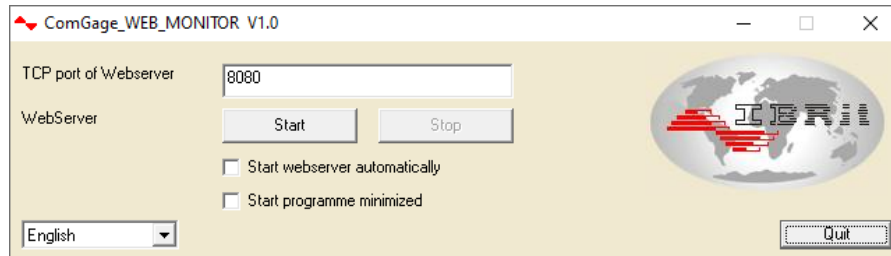 ComGage_WEB_MONITOR V1.0
TCP port of Webserver
8080
WebServer
Start
Stop
IBRit
Start webserver automatically
Start programme minimized
English
Quit